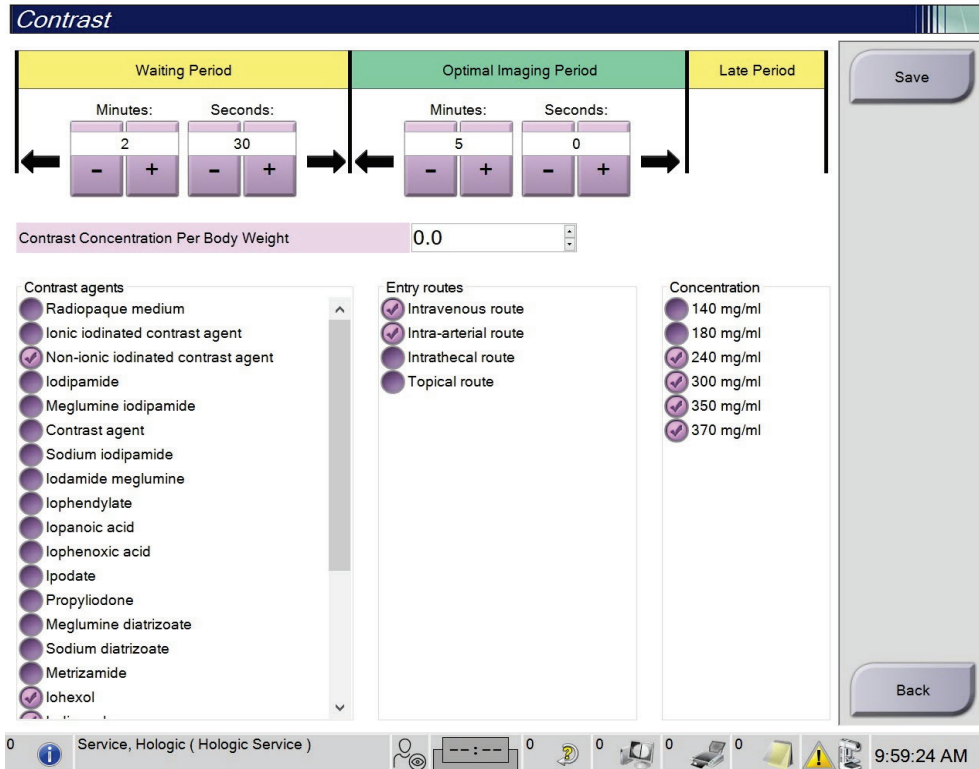 Contrast
Waiting Period
Optimal Imaging Period
Late Period
Save
Minutes:
Seconds:
Minutes:
Seconds:
2
30
5
0
- + - +
- + - +
Contrast Concentration Per Body Weight
0.0
Contrast agents
Radiopaque medium
Ionic iodinated contrast agent
Non-ionic iodinated contrast agent
Iodipamide
Meglumine iodipamide
Contrast agent
Sodium iodipamide
Iodamide meglumine
Iophendylate
Iopanoic acid
Iophenoxic acid
Ipodate
Propyliodone
Meglumine diatrizoate
Sodium diatrizoate
Metrizamide
Iohexol
Entry routes
Intravenous route
Intra-arterial route
Intrathecal route
Topical route
Concentration
140 mg/ml
180 mg/ml
240 mg/ml
300 mg/ml
350 mg/ml
370 mg/ml
Back
0
Service, Hologic ( Hologic Service )
--:--
0
0
0
0
9:59:24 AM